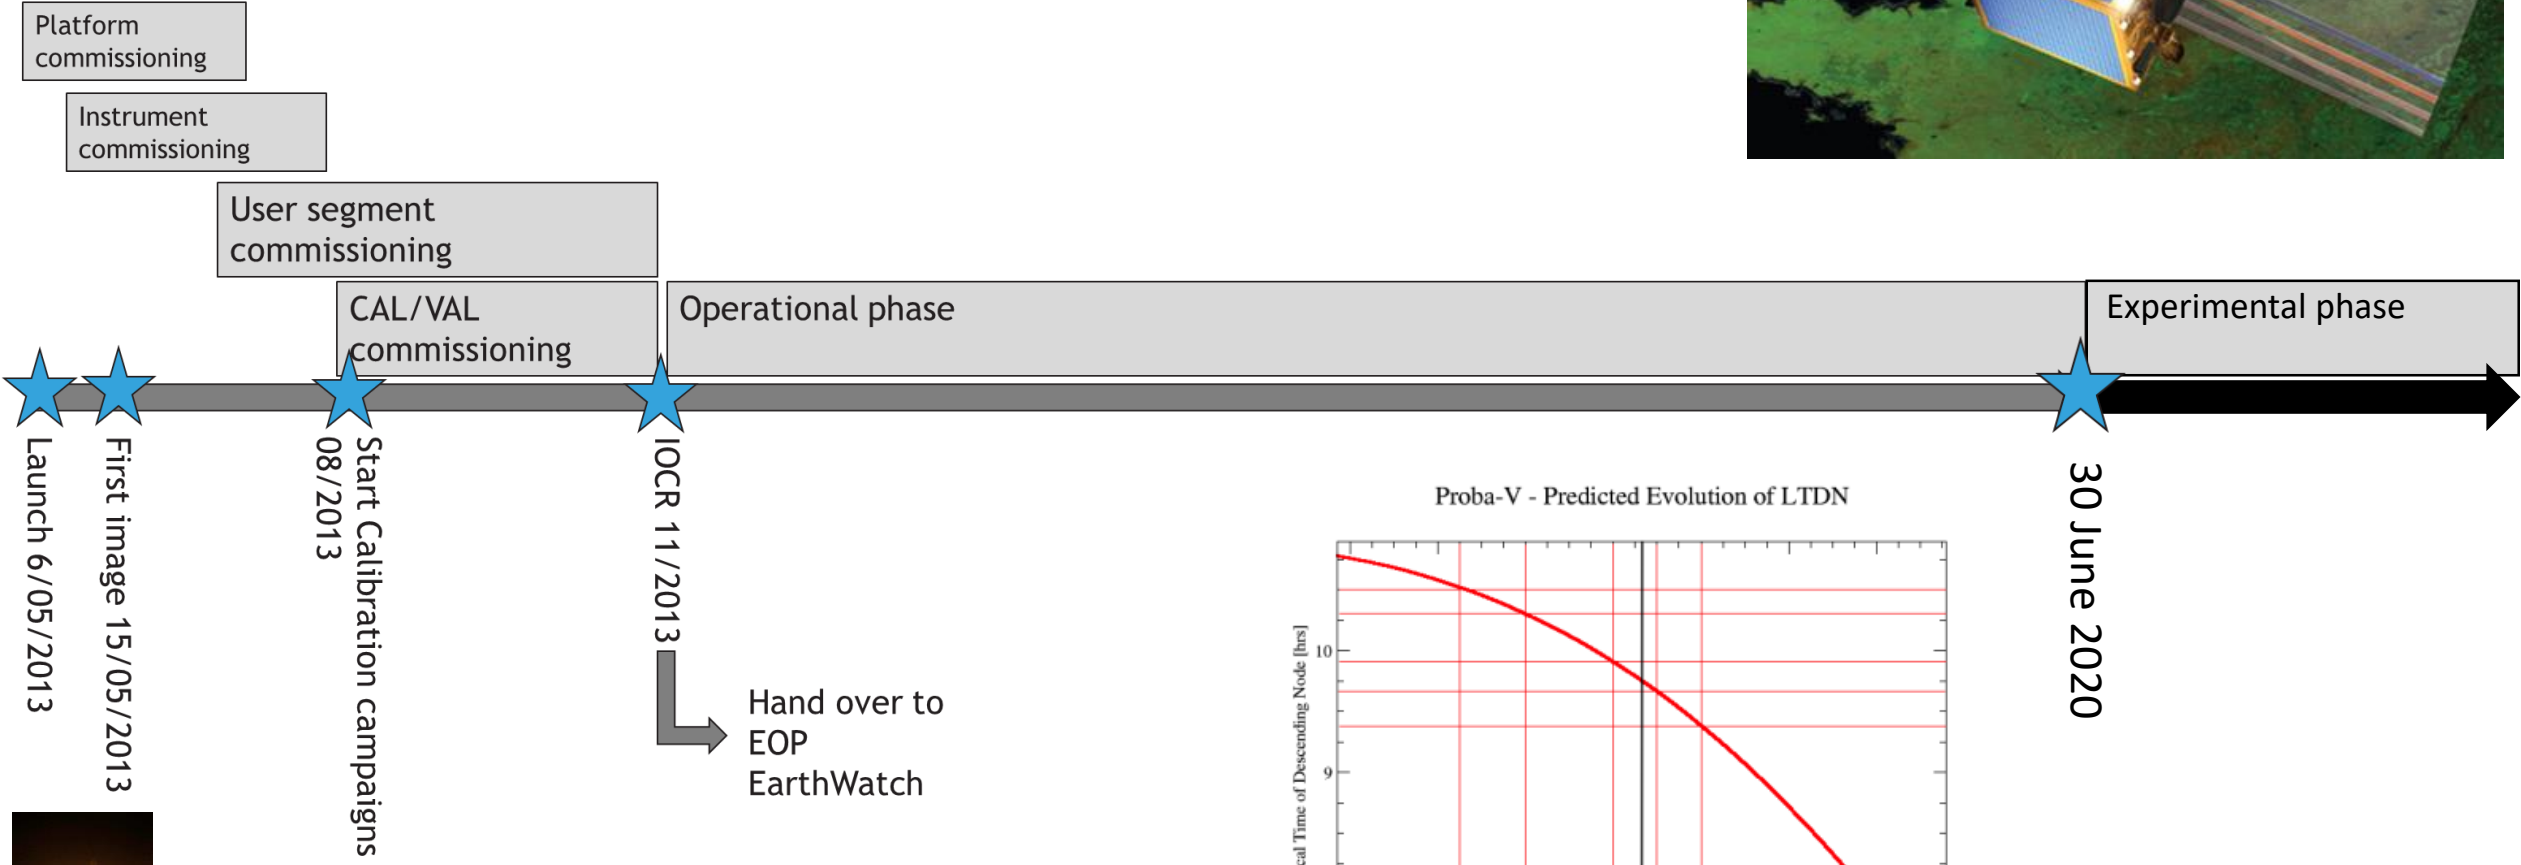 Platform
commissioning
Instrument
commissioning
User segment
commissioning
CAL/VAL
commissioning
Operational phase
Experimental phase
Launch 6/05/2013
First image 15/05/2013
Start Calibration campaigns
08/2013
IOCR 11/2013
Hand over to
EOP
EarthWatch
30 June 2020
Proba-V - Predicted Evolution of LTDN
Time of Descending Node [hrs]
10
9